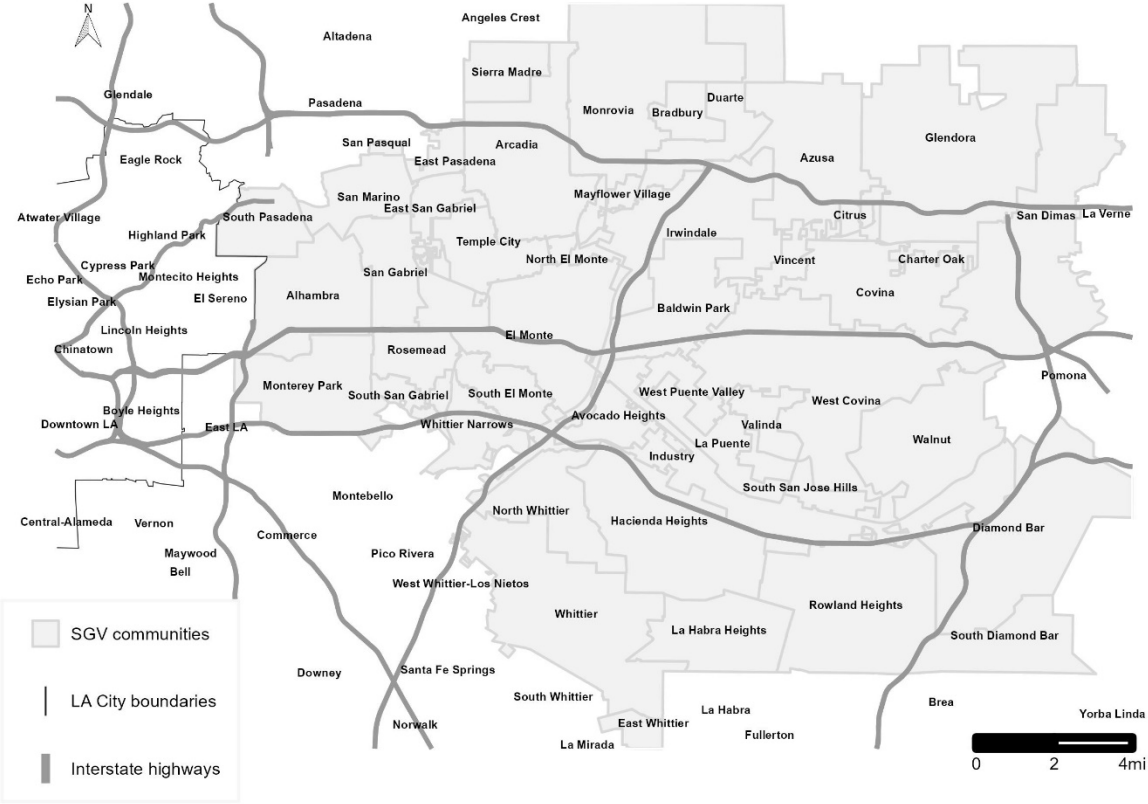 N
Angeles Crest
Altadena
Sierra Madre
Glendale
Pasadena
Monrovia
Bradbury
Duarte
San Pasqual
Arcadia
Glendora
Eagle Rock
East Pasadena
Azusa
San Marino
Mayflower Village
East San Gabriel
Atwater Village
South Pasadena
Citrus
San Dimas
La Verne
Highland Park
Irwindale
Temple City
North El Monte
Vincent
Charter Oak
Cypress Park
Echo Park
Montecito Heights
San Gabriel
Elysian Park
El Sereno
Alhambra
Covina
Baldwin Park
Lincoln Heights
El Monte
Chinatown
Rosemead
Monterey Park
Pomona
South San Gabriel
South El Monte
West Puente Valley
West Covina
Boyle Heights
Avocado Heights
Downtown LA
East LA
Whittier Narrows
Valinda
La Puente
Walnut
Industry
South San Jose Hills
Montebello
North Whittier
Hacienda Heights
Central-Alameda
Vernon
Diamond Bar
Commerce
Maywood
Pico Rivera
Bell
West Whittier-Los Nietos
Whittier
Rowland Heights
La Habra Heights
South Diamond Bar
Downey
Santa Fe Springs
South Whittier
Norwalk
East Whittier
La Habra
Brea
Yorba Linda
La Mirada
Fullerton
SGV communities
LA City boundaries
Interstate highways
0 2 4mi